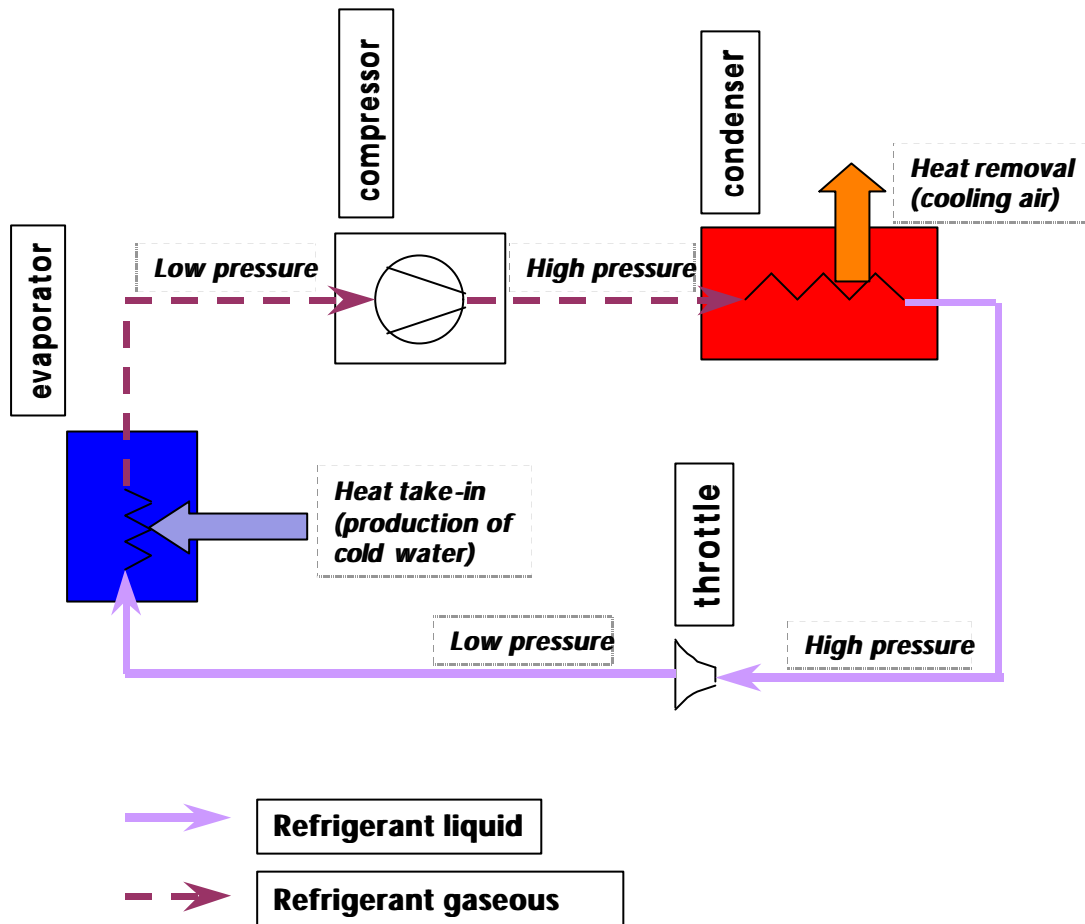 compressor
condenser
Heat removal
(cooling air)
evaporator
Low pressure
High pressure
Heat take-in
(production of
cold water)
throttle
Low pressure
High pressure
Refrigerant liquid
Refrigerant gaseous